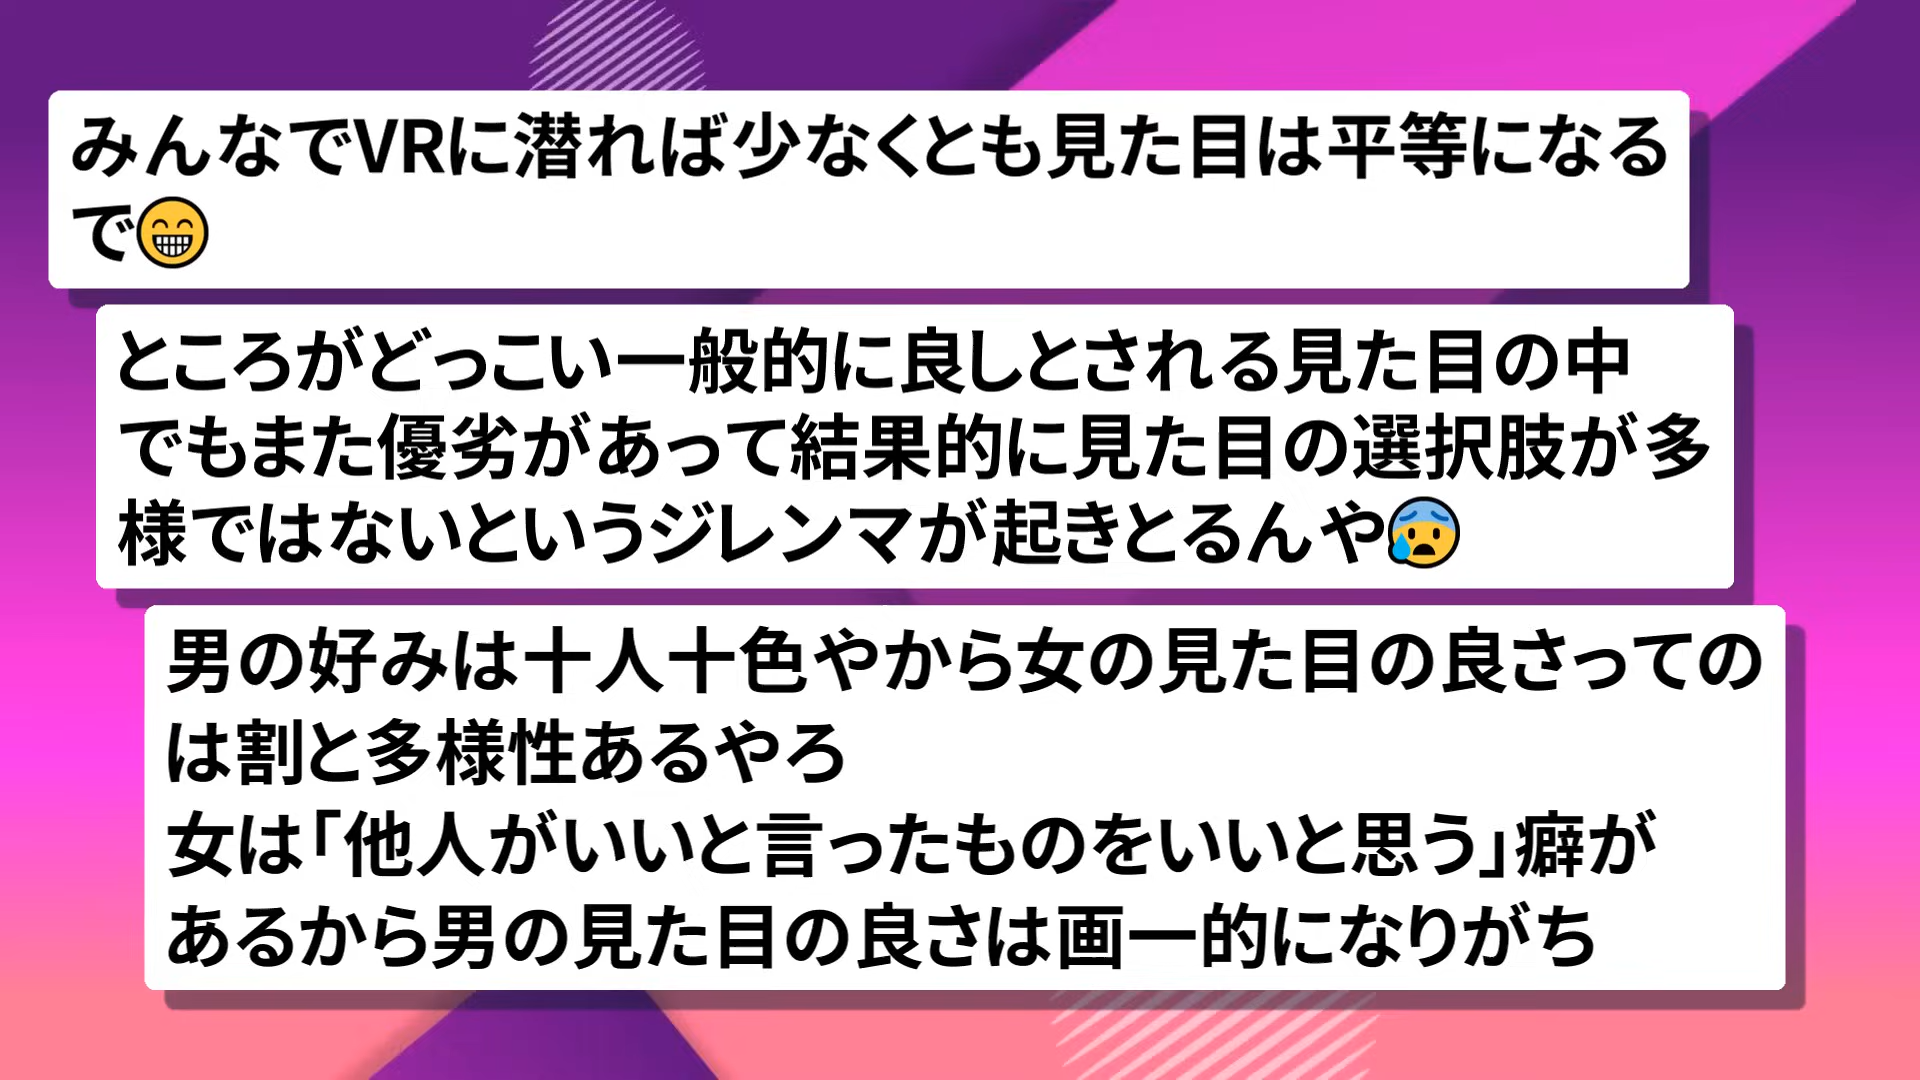 みんなでVRに潜れば少なくとも見た目は平等になる
で😁
ところがどっこい一般的に良しとされる見た目の中
でもまた優劣があって結果的に見た目の選択肢が多
様ではないというジレンマが起きとるんや😰
男の好みは十人十色やから女の見た目の良さっての
は割と多様性あるやろ
女は「他人がいいと言ったものをいいと思う」癖が
あるから男の見た目の良さは画一的になりがち